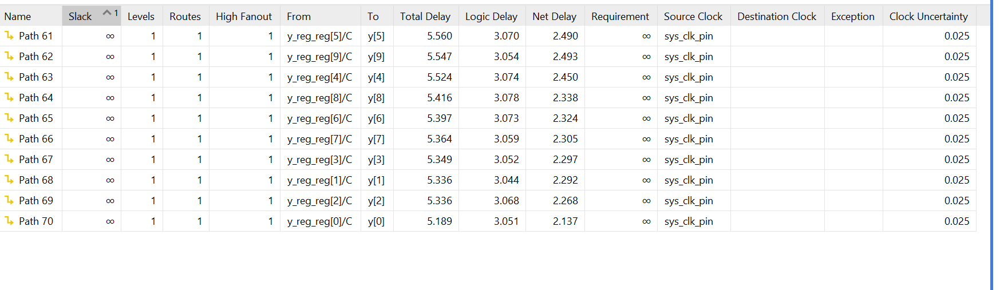 Name Slack 1 Levels Routes High Fanout From To Total Delay Logic Delay Net Delay Requirement Source Clock Destination Clock Exception Clock Uncertainty
Path 61 ∞ 1 1 1 y_reg_reg[5]/C y[5] 5.560 3.070 2.490 ∞ sys_clk_pin 0.025
Path 62 ∞ 1 1 1 y_reg_reg[9]/C y[9] 5.547 3.054 2.493 ∞ sys_clk_pin 0.025
Path 63 ∞ 1 1 1 y_reg_reg[4]/C y[4] 5.524 3.074 2.450 ∞ sys_clk_pin 0.025
Path 64 ∞ 1 1 1 y_reg_reg[8]/C y[8] 5.416 3.078 2.338 ∞ sys_clk_pin 0.025
Path 65 ∞ 1 1 1 y_reg_reg[6]/C y[6] 5.397 3.073 2.324 ∞ sys_clk_pin 0.025
Path 66 ∞ 1 1 1 y_reg_reg[7]/C y[7] 5.364 3.059 2.305 ∞ sys_clk_pin 0.025
Path 67 ∞ 1 1 1 y_reg_reg[3]/C y[3] 5.349 3.052 2.297 ∞ sys_clk_pin 0.025
Path 68 ∞ 1 1 1 y_reg_reg[1]/C y[1] 5.336 3.044 2.292 ∞ sys_clk_pin 0.025
Path 69 ∞ 1 1 1 y_reg_reg[2]/C y[2] 5.336 3.068 2.268 ∞ sys_clk_pin 0.025
Path 70 ∞ 1 1 1 y_reg_reg[0]/C y[0] 5.189 3.051 2.137 ∞ sys_clk_pin 0.025